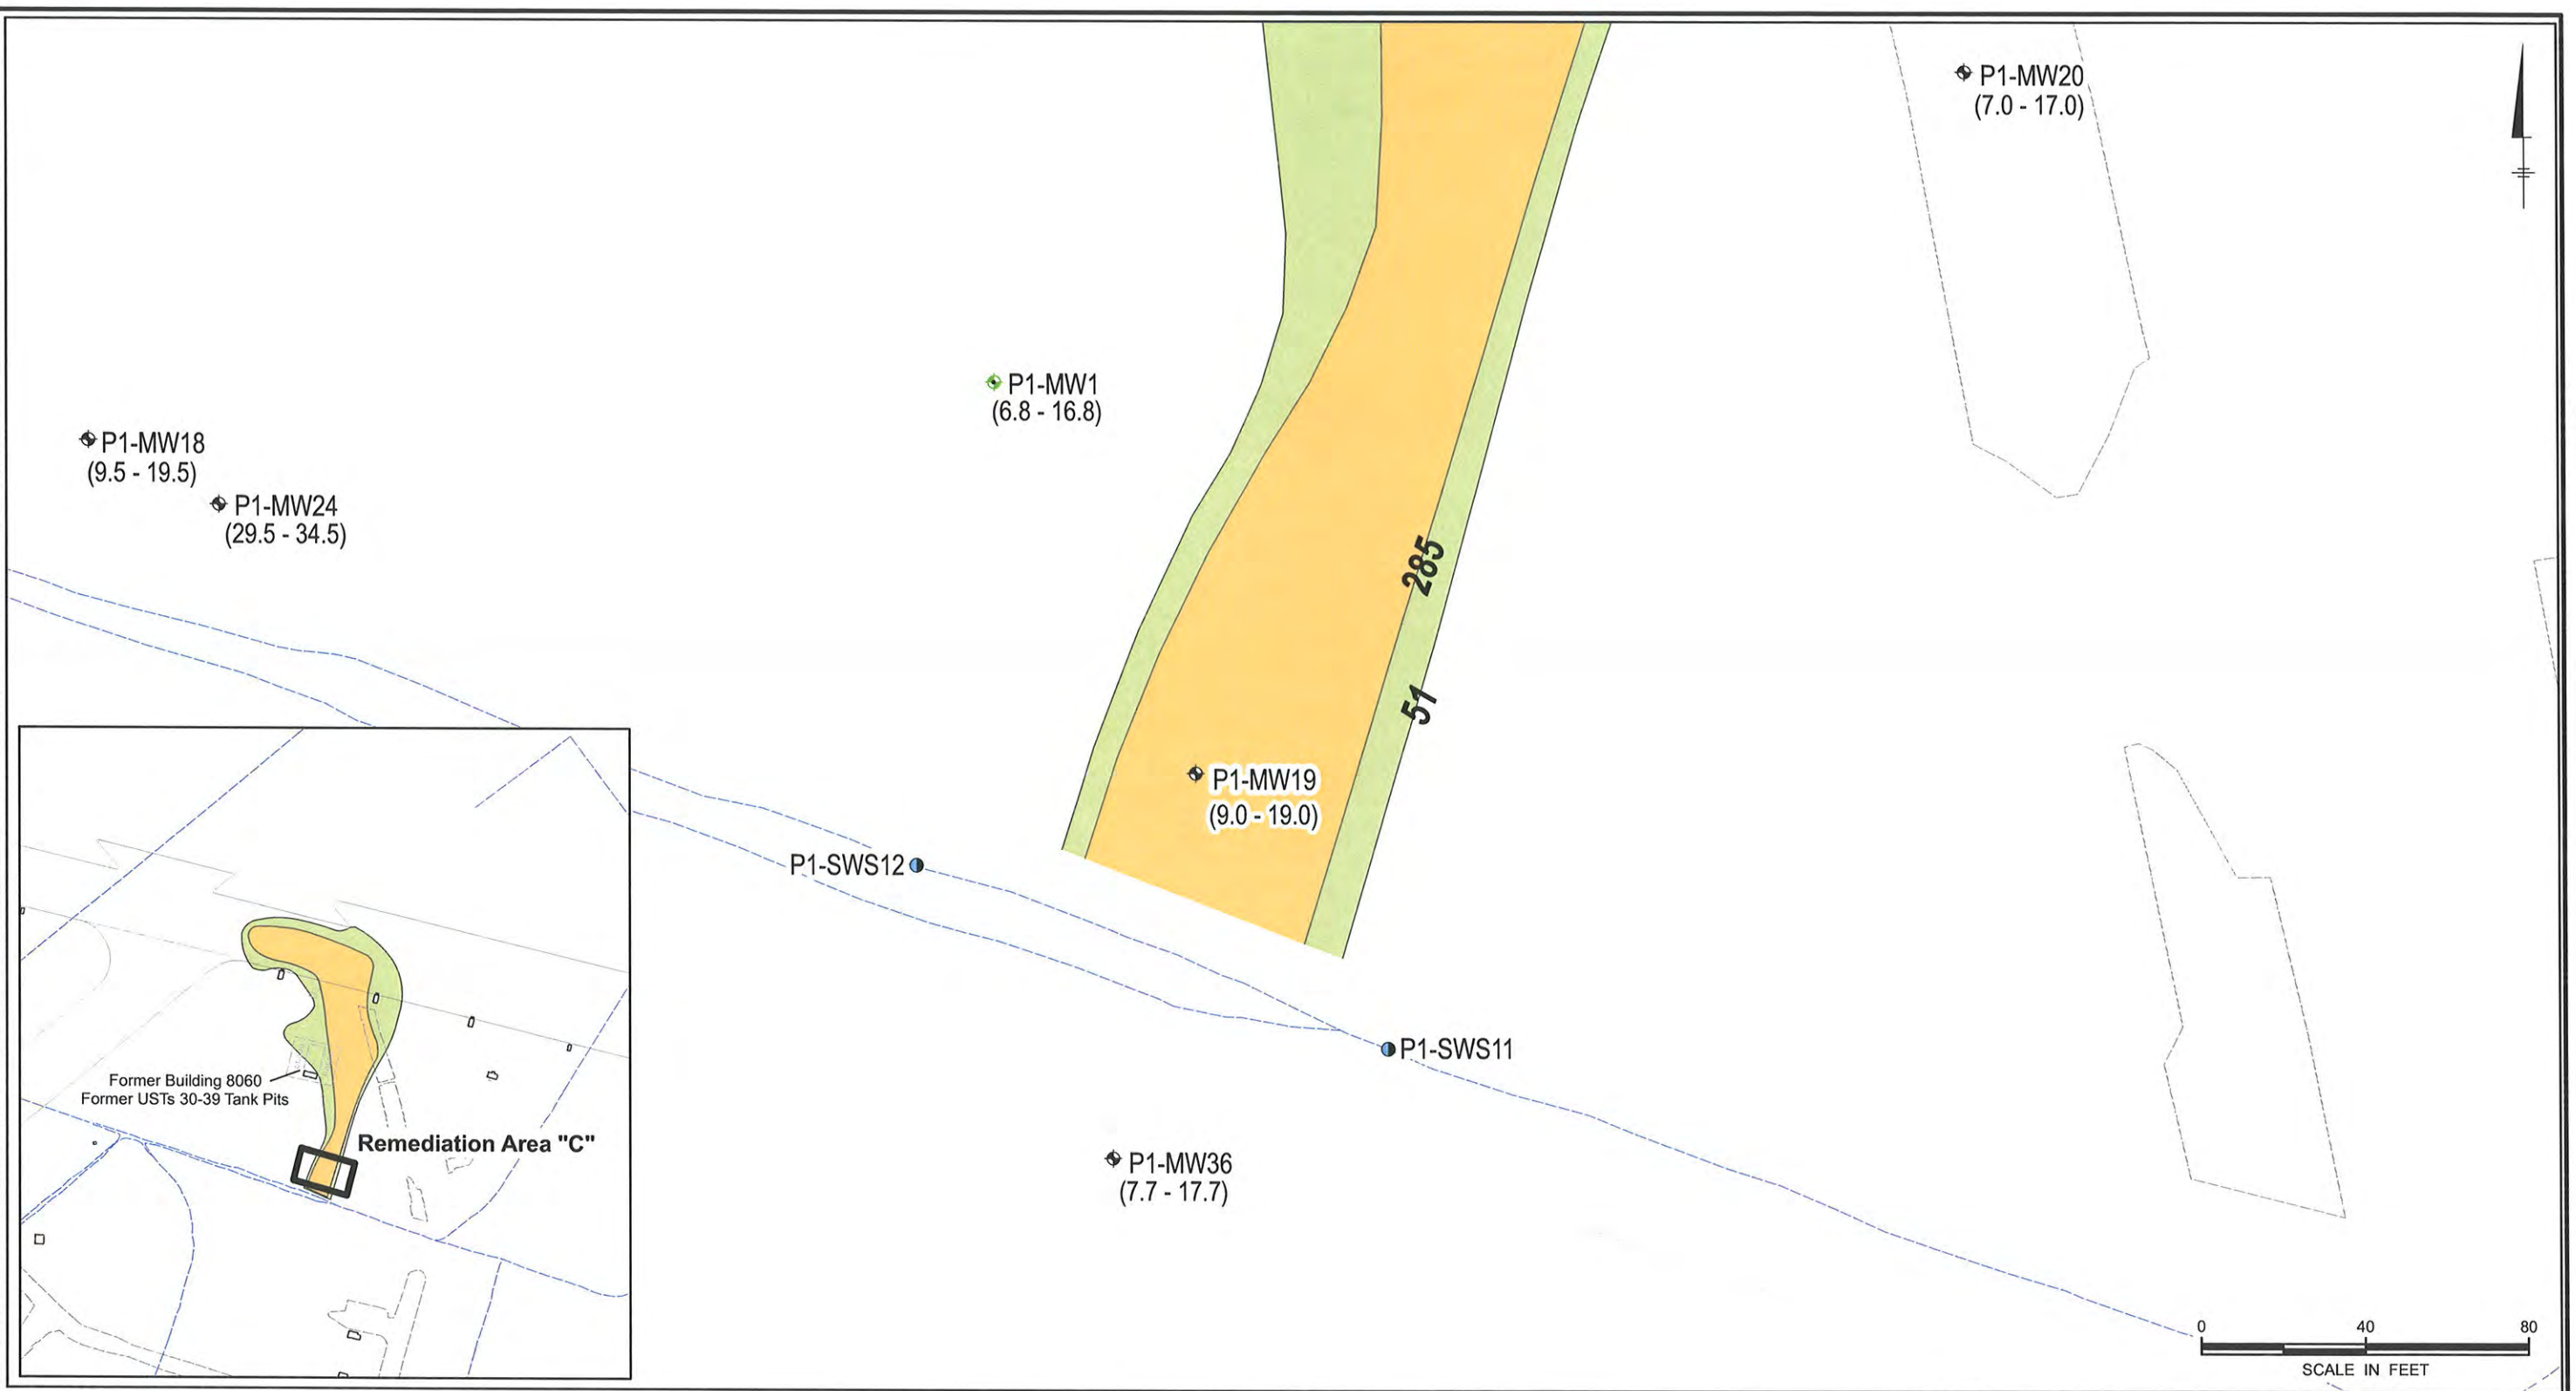 P1-MW20
(7.0 - 17.0)
P1-MW1
(6.8 - 16.8)
P1-MW18
(9.5 - 19.5)
P1-MW24
(29.5 - 34.5)
285
51
P1-MW19
(9.0 - 19.0)
P1-SWS12
P1-SWS11
P1-MW36
(7.7 - 17.7)
Former Building 8060
Former USTs 30-39 Tank Pits
Remediation Area "C"
0 40 80
SCALE IN FEET